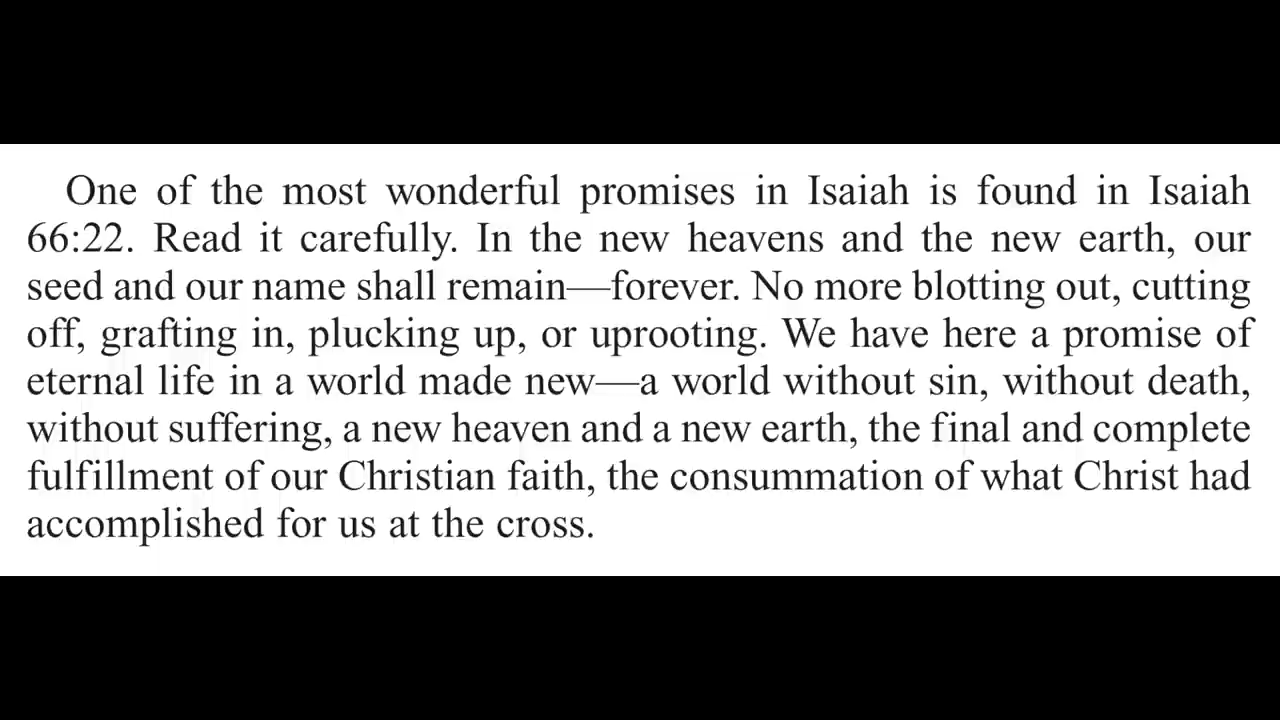 One of the most wonderful promises in Isaiah is found in Isaiah
66:22. Read it carefully. In the new heavens and the new earth, our
seed and our name shall remain—forever. No more blotting out, cutting
off, grafting in, plucking up, or uprooting. We have here a promise of
eternal life in a world made new—a world without sin, without death,
without suffering, a new heaven and a new earth, the final and complete
fulfillment of our Christian faith, the consummation of what Christ had
accomplished for us at the cross.